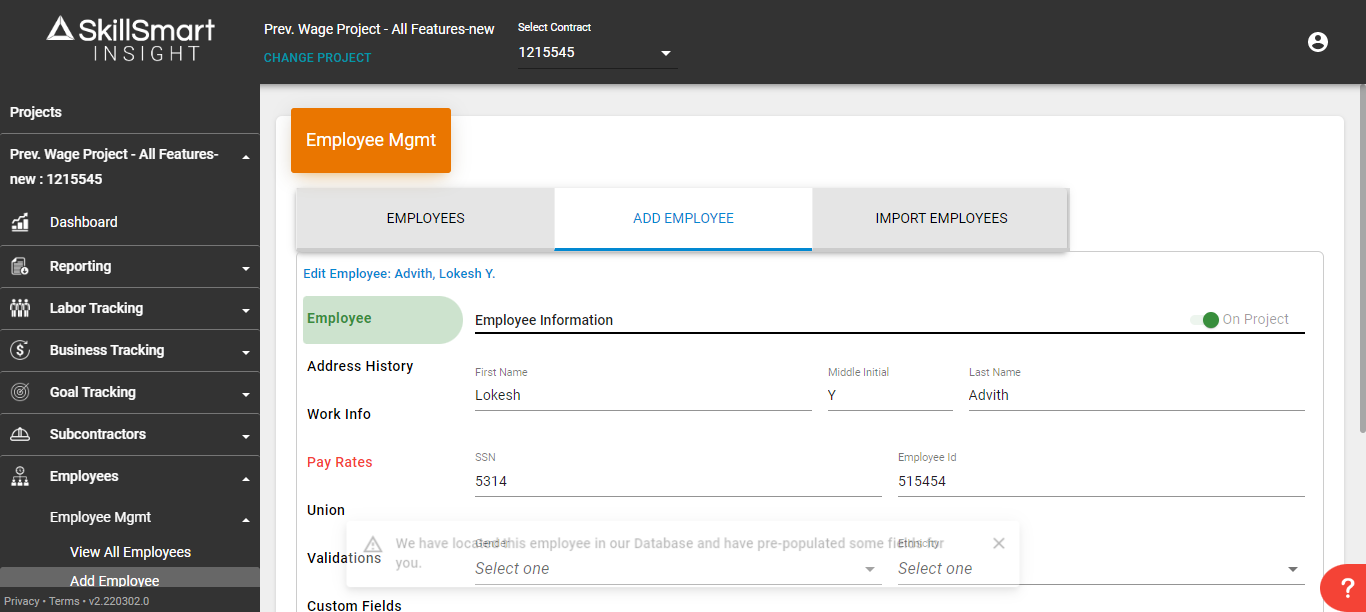 SkillSmart
INSIGHT
Prev. Wage Project - All Features-new
CHANGE PROJECT
Select Contract
1215545
Projects
Prev. Wage Project - All Features-
new : 1215545
Dashboard
Reporting
Labor Tracking
Business Tracking
Goal Tracking
Subcontractors
Employees
Employee Mgmt
View All Employees
Add Employee
Privacy • Terms • v2.220302.0
Employee Mgmt
EMPLOYEES
ADD EMPLOYEE
IMPORT EMPLOYEES
Edit Employee: Advith, Lokesh Y.
Employee
Address History
Work Info
Pay Rates
Union
Validations
Custom Fields
Employee Information
On Project
First Name
Middle Initial
Last Name
Lokesh
Y
Advith
SSN
Employee Id
5314
515454
Gender
Ethnicity
Select one
Select one
We have located this employee in our Database and have pre-populated some fields for
you.
?